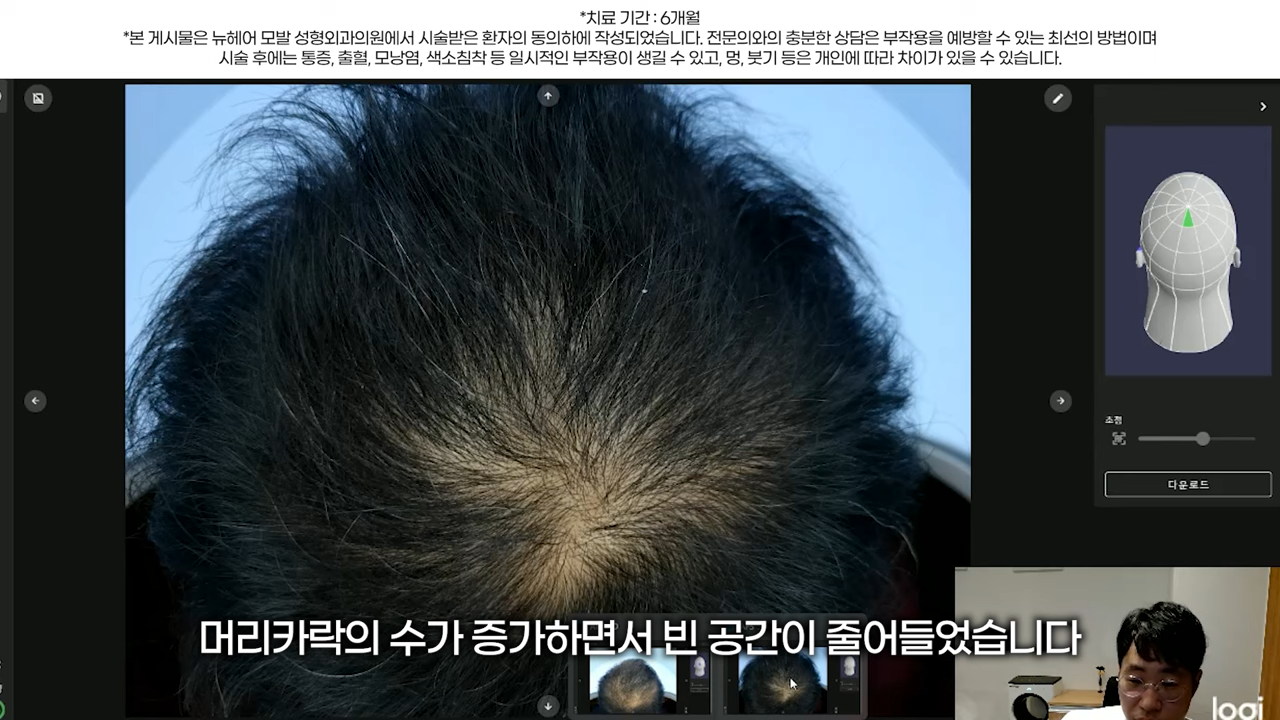 *치료 기간 : 6개월
*본 게시물은 뉴헤어 모발 성형외과의원에서 시술받은 환자의 동의하에 작성되었습니다. 전문의와의 충분한 상담은 부작용을 예방할 수 있는 최선의 방법이며
시술 후에는 통증, 출혈, 모낭염, 색소침착 등 일시적인 부작용이 생길 수 있고, 멍, 붓기 등은 개인에 따라 차이가 있을 수 있습니다.
초점
다운로드
머리카락의 수가 증가하면서 빈 공간이 줄어들었습니다
logi